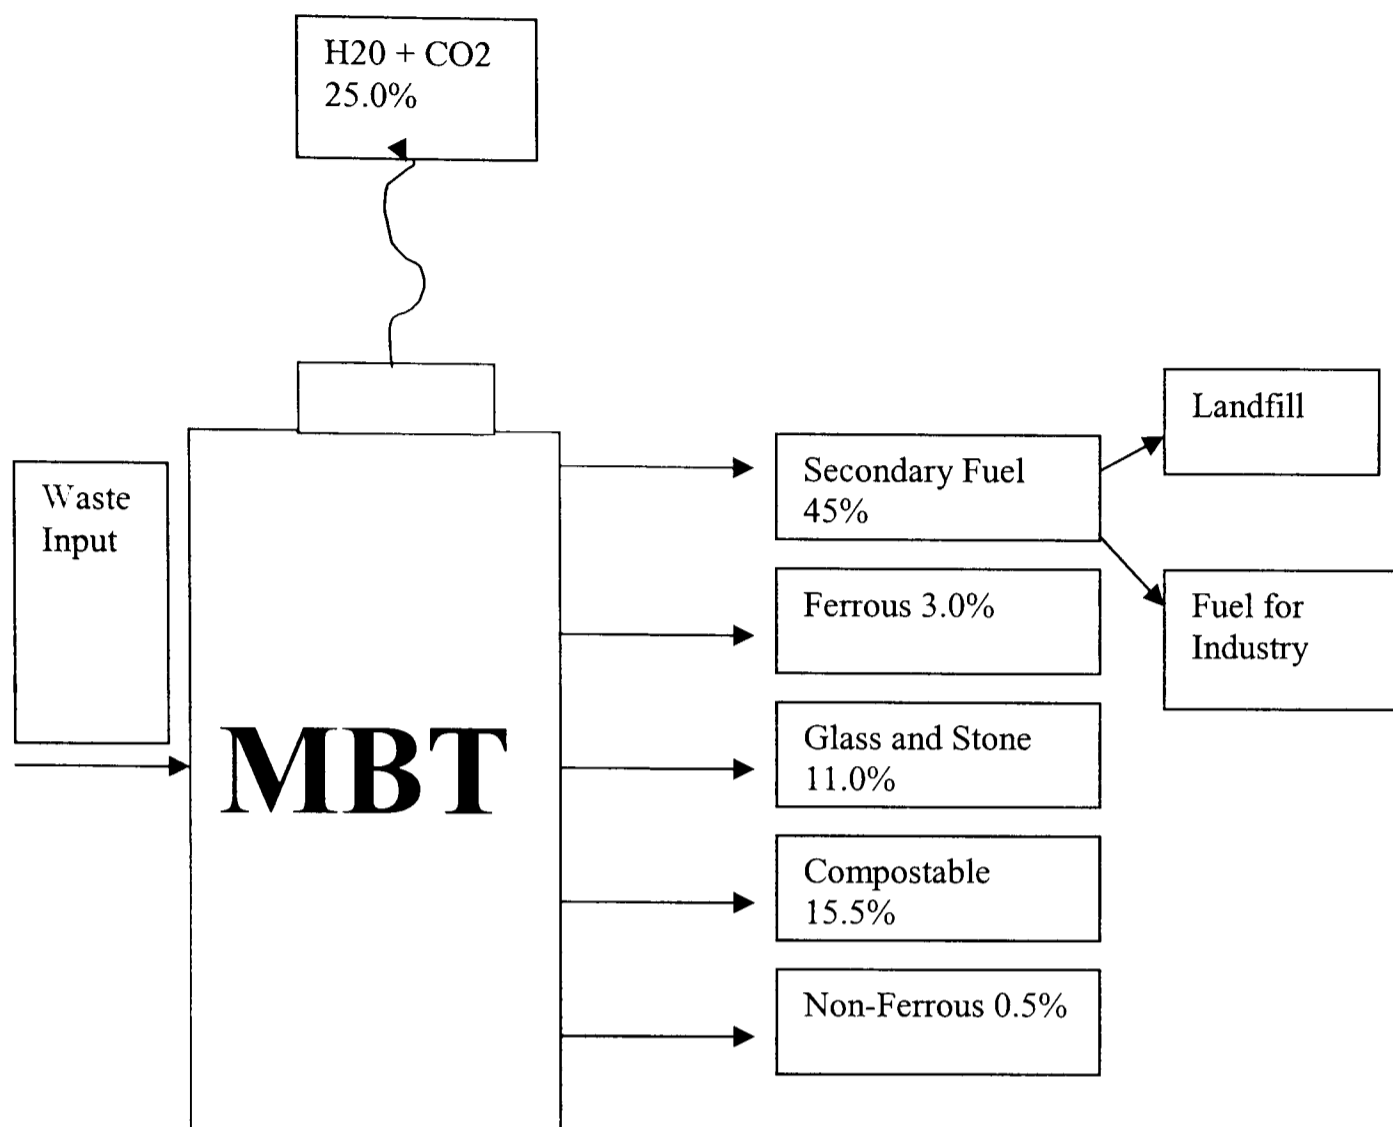 H20 + CO2
25.0%
Landfill
Secondary Fuel
45%
Waste
Input
Ferrous 3.0%
Fuel for
Industry
MBT
Glass and Stone
11.0%
Compostable
15.5%
Non-Ferrous 0.5%